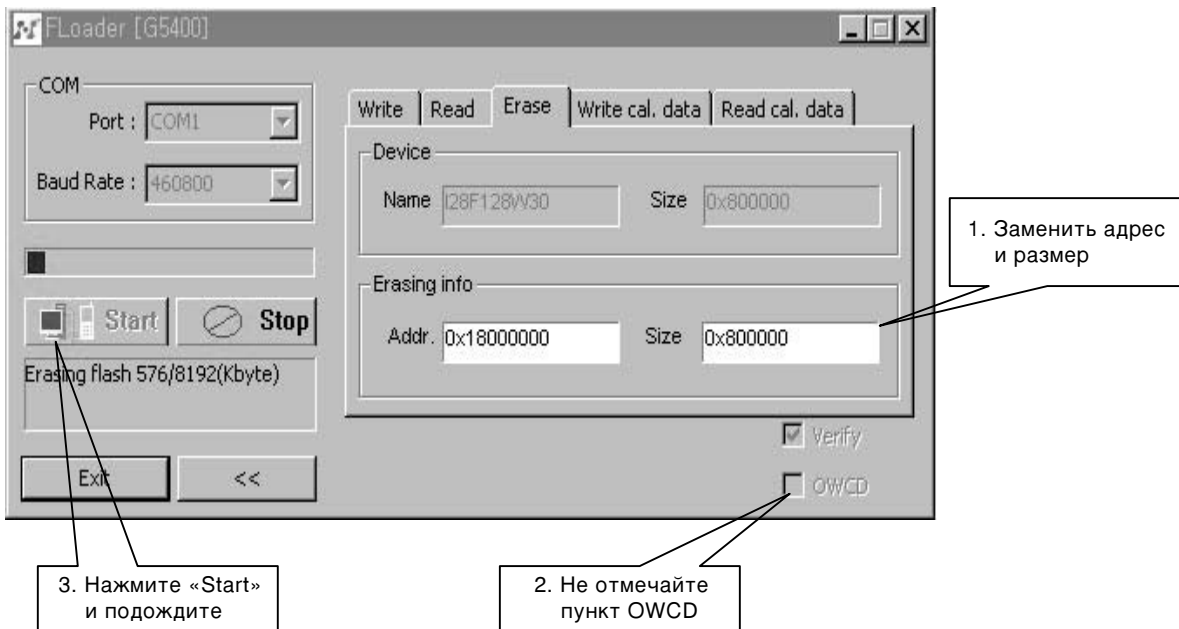 FLoader [G5400]
COM
Port : COM1
Baud Rate : 460800
Start Stop
Erasing flash 576/8192(Kbyte)
Exit <<
Write Read Erase Write cal. data Read cal. data
Device
Name I28F128W30 Size 0x800000
Erasing info
Addr. 0x18000000 Size 0x800000
Verify
OWCD
1. Заменить адрес
и размер
3. Нажмите «Start»
и подождите
2. Не отмечайте
пункт OWCD